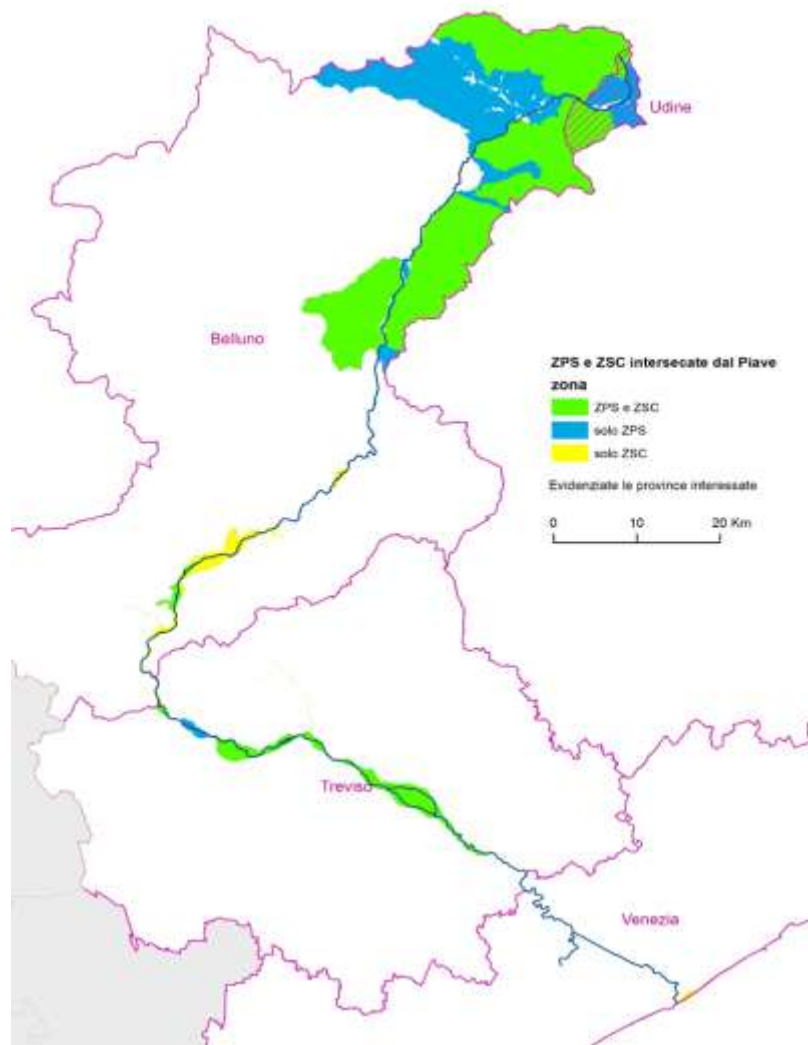 Udine
Belluno
ZPS e ZSC intersecate dal Piave
zona
ZPS e ZSC
solo ZPS
solo ZSC
Evidenziate le province interessate
0 10 20 Km
Treviso
Venezia